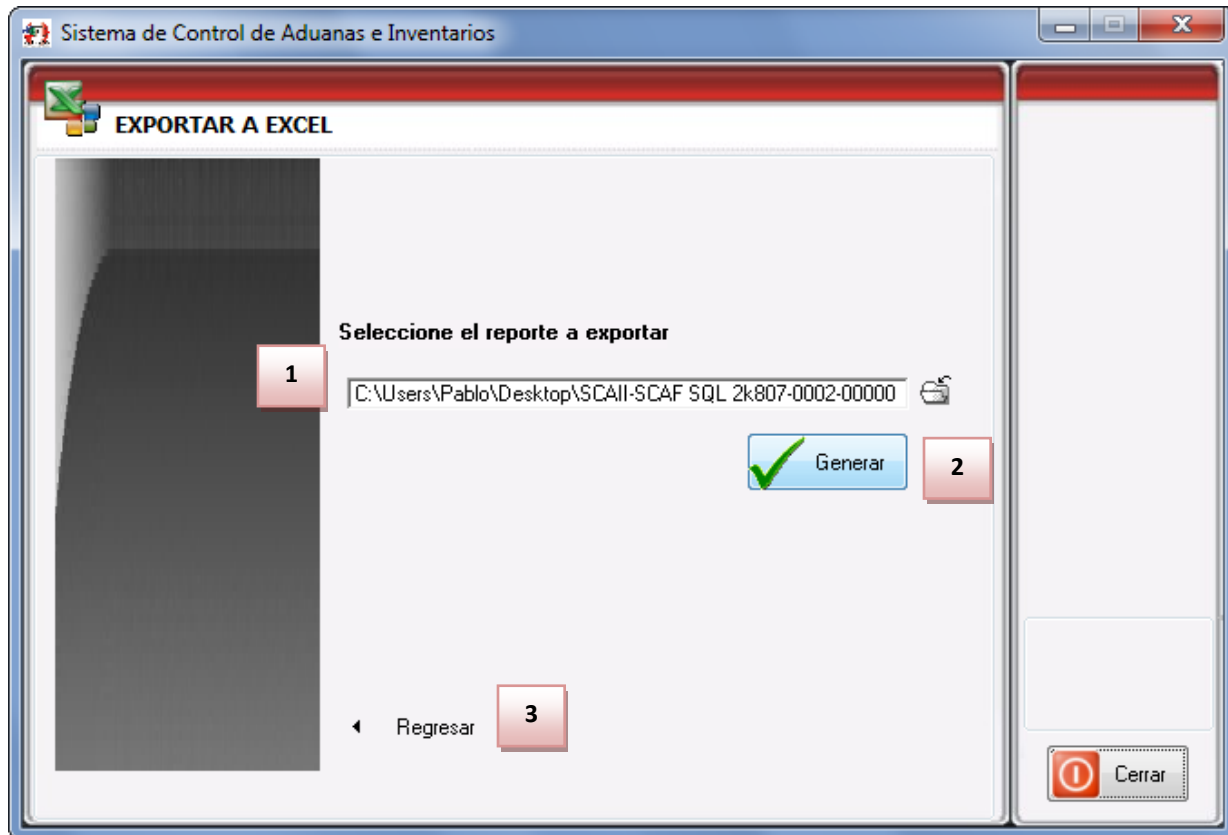 Sistema de Control de Aduanas e Inventarios
EXPORTAR A EXCEL
Seleccione el reporte a exportar
1
C:\Users\Pablo\Desktop\SCAII-SCAF SQL 2k807-0002-00000
Generar
2
Regresar
3
Cerrar